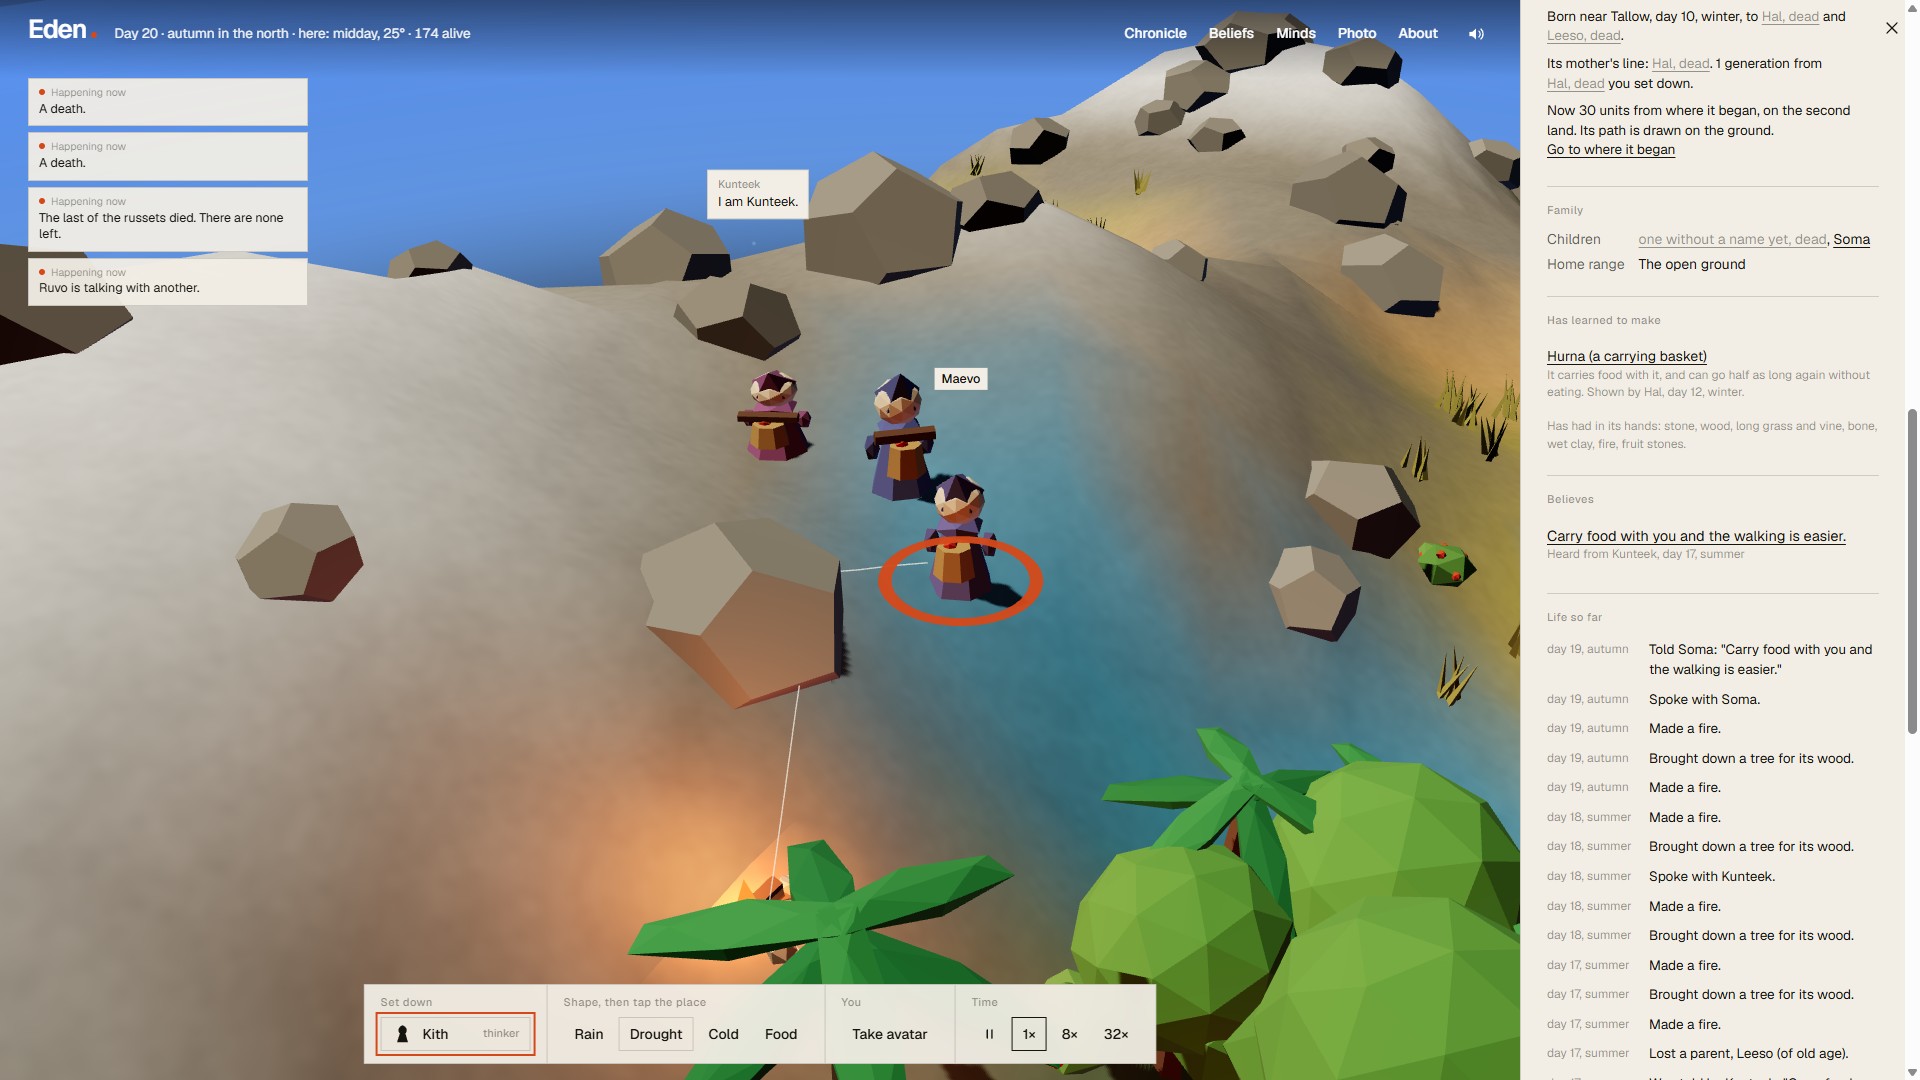 Eden.
Day 20 · autumn in the north · here: midday, 25° · 174 alive
Chronicle
Beliefs
Minds
Photo
About
Happening now
A death.
Happening now
A death.
Happening now
The last of the russets died. There are none
left.
Happening now
Ruvo is talking with another.
Kunteek
I am Kunteek.
Maevo
Set down
Kith
thinker
Shape, then tap the place
Rain
Drought
Cold
Food
You
Take avatar
Time
1×
8×
32×
Born near Tallow, day 10, winter, to Hal, dead and
Leeso, dead.
Its mother's line: Hal, dead. 1 generation from
Hal, dead you set down.
Now 30 units from where it began, on the second
land. Its path is drawn on the ground.
Go to where it began
Family
Children one without a name yet, dead, Soma
Home range The open ground
Has learned to make
Hurna (a carrying basket)
It carries food with it, and can go half as long again without
eating. Shown by Hal, day 12, winter.
Has had in its hands: stone, wood, long grass and vine, bone,
wet clay, fire, fruit stones.
Believes
Carry food with you and the walking is easier.
Heard from Kunteek, day 17, summer
Life so far
day 19, autumn Told Soma: "Carry food with you and
the walking is easier."
day 19, autumn Spoke with Soma.
day 19, autumn Made a fire.
day 19, autumn Brought down a tree for its wood.
day 19, autumn Made a fire.
day 18, summer Made a fire.
day 18, summer Brought down a tree for its wood.
day 18, summer Spoke with Kunteek.
day 18, summer Made a fire.
day 18, summer Brought down a tree for its wood.
day 17, summer Made a fire.
day 17, summer Brought down a tree for its wood.
day 17, summer Made a fire.
day 17, summer Lost a parent, Leeso (of old age).